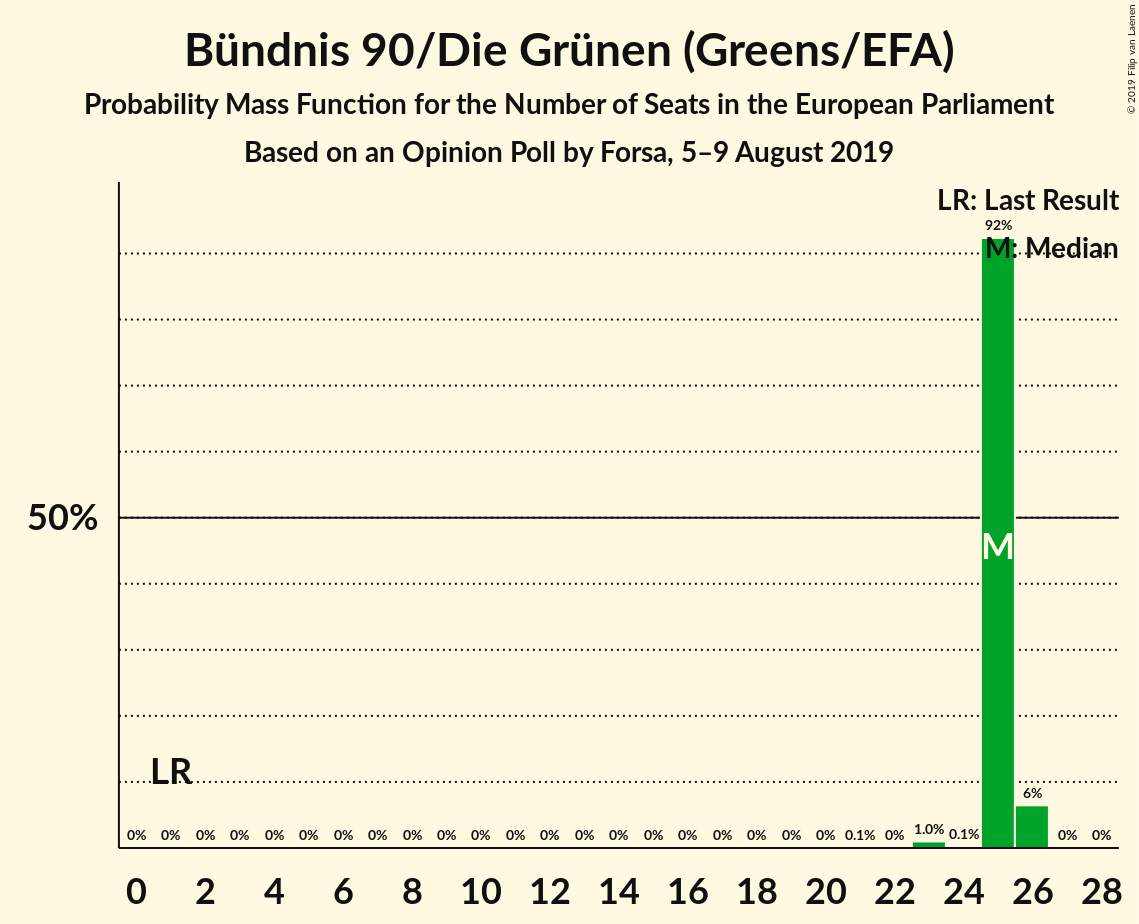 Bündnis 90/Die Grünen (Greens/EFA)
Probability Mass Function for the Number of Seats in the European Parliament
Based on an Opinion Poll by Forsa, 5–9 August 2019
© 2019 Filip van Laenen
LR: Last Result
92%
M: Median
50%
M
LR
6%
0% 0% 0% 0% 0% 0% 0% 0% 0% 0% 0% 0% 0% 0% 0% 0% 0% 0% 0% 0% 0% 0.1% 0% 1.0% 0.1% 0% 0%
0 2 4 6 8 10 12 14 16 18 20 22 24 26 28